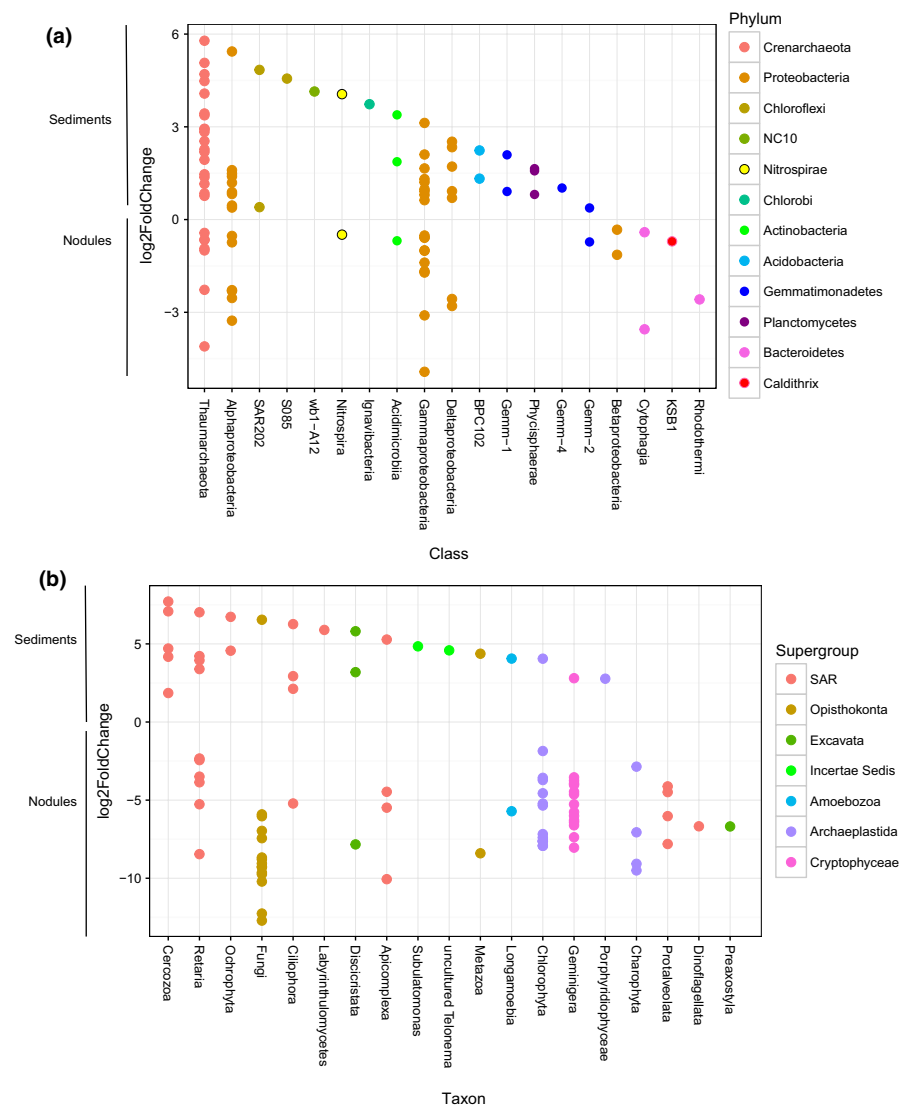 (a)
Sediments
Nodules
log2FoldChange
6
3
0
−3
Thaumarchaeota
Alphaproteobacteria
SAR202
S085
wb1−A12
Nitrospira
Ignavibacteria
Acidimicrobiia
Gammaproteobacteria
Deltaproteobacteria
BPC102
Gemm−1
Phycisphaerae
Gemm−4
Gemm−2
Betaproteobacteria
Cytophagia
KSB1
Rhodothermi
Class
Phylum
Crenarchaeota
Proteobacteria
Chloroflexi
NC10
Nitrospirae
Chlorobi
Actinobacteria
Acidobacteria
Gemmatimonadetes
Planctomycetes
Bacteroidetes
Caldithrix
(b)
Sediments
Nodules
log2FoldChange
5
0
−5
−10
Cercozoa
Retaria
Ochrophyta
Fungi
Ciliophora
Labyrinthulomycetes
Discicristata
Apicomplexa
Subulatomonas
uncultured Telonema
Metazoa
Longamoebia
Chlorophyta
Geminigera
Porphyridiophyceae
Charophyta
Protalveolata
Dinoflagellata
Preaxostyla
Taxon
Supergroup
SAR
Opisthokonta
Excavata
Incertae Sedis
Amoebozoa
Archaeplastida
Cryptophyceae